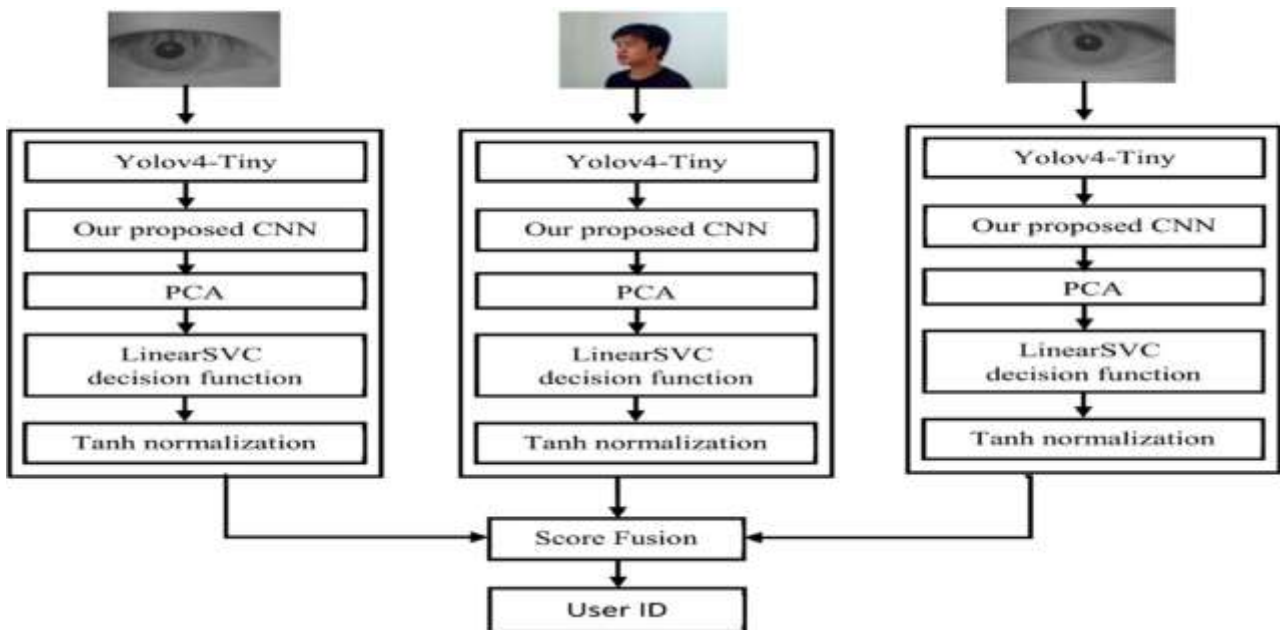 Yolov4-Tiny
Our proposed CNN
PCA
LinearSVC
decision function
Tanh normalization
Yolov4-Tiny
Our proposed CNN
PCA
LinearSVC
decision function
Tanh normalization
Yolov4-Tiny
Our proposed CNN
PCA
LinearSVC
decision function
Tanh normalization
Score Fusion
User ID